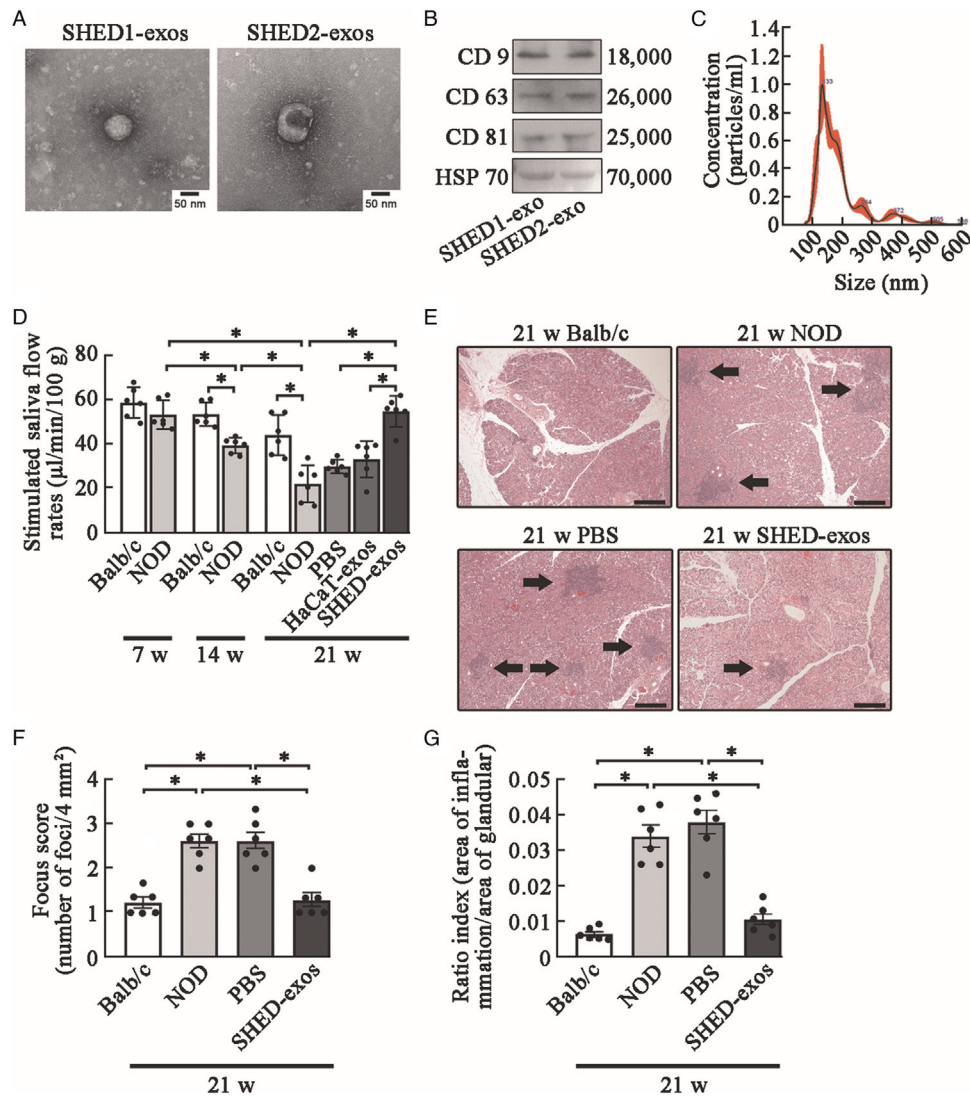 A
SHED1-exos
SHED2-exos
50 nm
50 nm
B
CD 9
18,000
CD 63
26,000
CD 81
25,000
HSP 70
70,000
SHED1-exo
SHED2-exo
C
Concentration
(particles/ml)
1.4
1.2
1.0
0.8
0.6
0.4
0.2
0
100
200
300
400
500
600
Size (nm)
D
Stimulated saliva flow
rates (μl/min/100 g)
80
60
40
20
0
* *
* * *
* * *
Balb/c
NOD
Balb/c
NOD
Balb/c
NOD
PBS
HaCaT-exos
SHED-exos
7 w
14 w
21 w
E
21 w Balb/c
21 w NOD
21 w PBS
21 w SHED-exos
F
Focus score
(number of foci/4 mm²)
4
3
2
1
0
* *
* *
Balb/c
NOD
PBS
SHED-exos
21 w
G
Ratio index (area of infla-
mmation/area of glandular)
0.05
0.04
0.03
0.02
0.01
0
* *
* *
Balb/c
NOD
PBS
SHED-exos
21 w